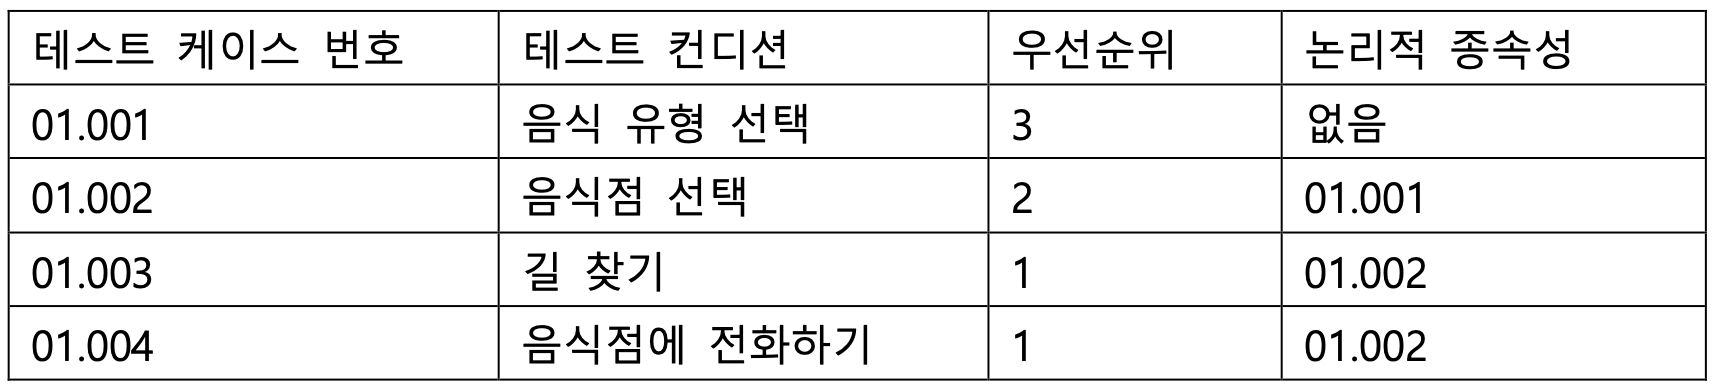 테스트 케이스 번호 테스트 컨디션 우선순위 논리적 종속성
01.001 음식 유형 선택 3 없음
01.002 음식점 선택 2 01.001
01.003 길 찾기 1 01.002
01.004 음식점에 전화하기 1 01.002